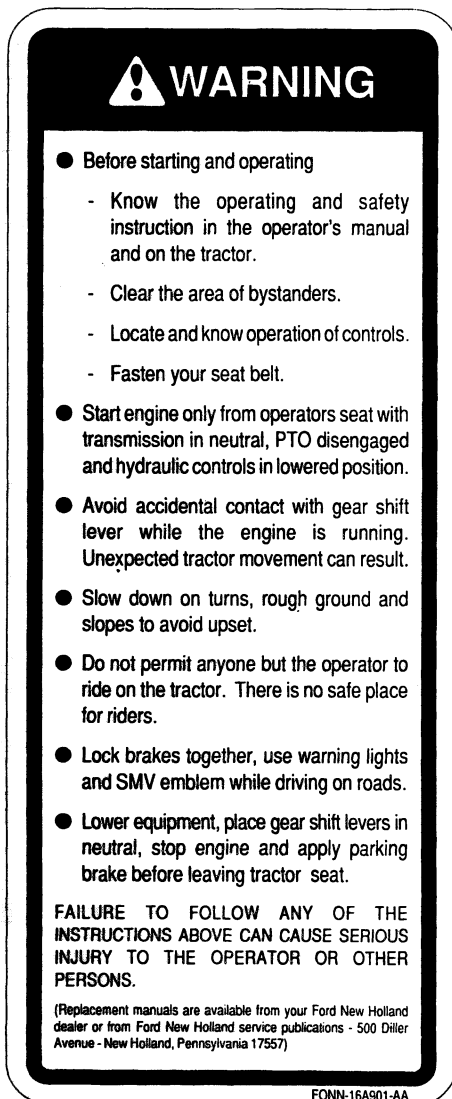 WARNING
● Before starting and operating
- Know the operating and safety
instruction in the operator's manual
and on the tractor.
- Clear the area of bystanders.
- Locate and know operation of controls.
- Fasten your seat belt.
● Start engine only from operators seat with
transmission in neutral, PTO disengaged
and hydraulic controls in lowered position.
● Avoid accidental contact with gear shift
lever while the engine is running.
Unexpected tractor movement can result.
● Slow down on turns, rough ground and
slopes to avoid upset.
● Do not permit anyone but the operator to
ride on the tractor. There is no safe place
for riders.
● Lock brakes together, use warning lights
and SMV emblem while driving on roads.
● Lower equipment, place gear shift levers in
neutral, stop engine and apply parking
brake before leaving tractor seat.
FAILURE TO FOLLOW ANY OF THE
INSTRUCTIONS ABOVE CAN CAUSE SERIOUS
INJURY TO THE OPERATOR OR OTHER
PERSONS.
(Replacement manuals are available from your Ford New Holland
dealer or from Ford New Holland service publications - 500 Diller
Avenue - New Holland, Pennsylvania 17557)
FONN-16A901-AA